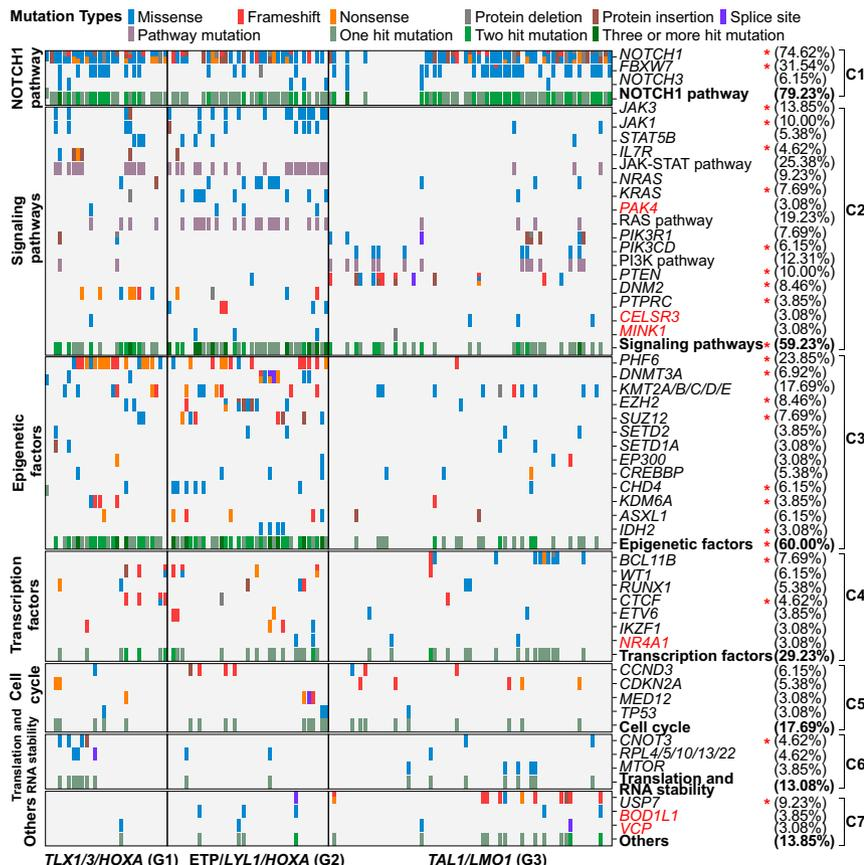 Mutation Types Missense Frameshift Nonsense Protein deletion Protein insertion Splice site
Pathway mutation One hit mutation Two hit mutation Three or more hit mutation
NOTCH1 pathway
NOTCH1 * (74.62%)
FBXW7 * (31.54%)
NOTCH3 (6.15%)
NOTCH1 pathway (79.23%)
C1
Signaling pathways
JAK3 * (13.85%)
JAK1 * (10.00%)
STAT5B (5.38%)
IL7R * (4.62%)
JAK-STAT pathway (25.38%)
NRAS (9.23%)
KRAS * (7.69%)
PAK4 (3.08%)
RAS pathway (19.23%)
PIK3R1 (7.69%)
PIK3CD * (6.15%)
PI3K pathway (12.31%)
PTEN * (10.00%)
DNM2 * (8.46%)
PTPRC * (3.85%)
CELSR3 (3.08%)
MINK1 (3.08%)
Signaling pathways * (59.23%)
C2
Epigenetic factors
PHF6 * (23.85%)
DNMT3A * (6.92%)
KMT2A/B/C/D/E (17.69%)
EZH2 * (8.46%)
SUZ12 * (7.69%)
SETD2 (3.85%)
SETD1A (3.08%)
EP300 (3.08%)
CREBBP (5.38%)
CHD4 * (6.15%)
KDM6A * (3.85%)
ASXL1 (6.15%)
IDH2 * (3.08%)
Epigenetic factors * (60.00%)
C3
Transcription factors
BCL11B * (7.69%)
WT1 (6.15%)
RUNX1 (5.38%)
CTCF * (4.62%)
ETV6 (3.85%)
IKZF1 (3.08%)
NR4A1 (3.08%)
Transcription factors (29.23%)
C4
Cell cycle
CCND3 (6.15%)
CDKN2A (5.38%)
MED12 (3.08%)
TP53 (3.08%)
Cell cycle (17.69%)
C5
Translation and RNA stability
CNOT3 * (4.62%)
RPL4/5/10/13/22 (4.62%)
MTOR (3.85%)
Translation and
RNA stability (13.08%)
C6
Others
USP7 * (9.23%)
BOD1L1 (3.85%)
VCP (3.08%)
Others (13.85%)
C7
TLX1/3/HOXA (G1) ETP/LYL1/HOXA (G2) TAL1/LMO1 (G3)